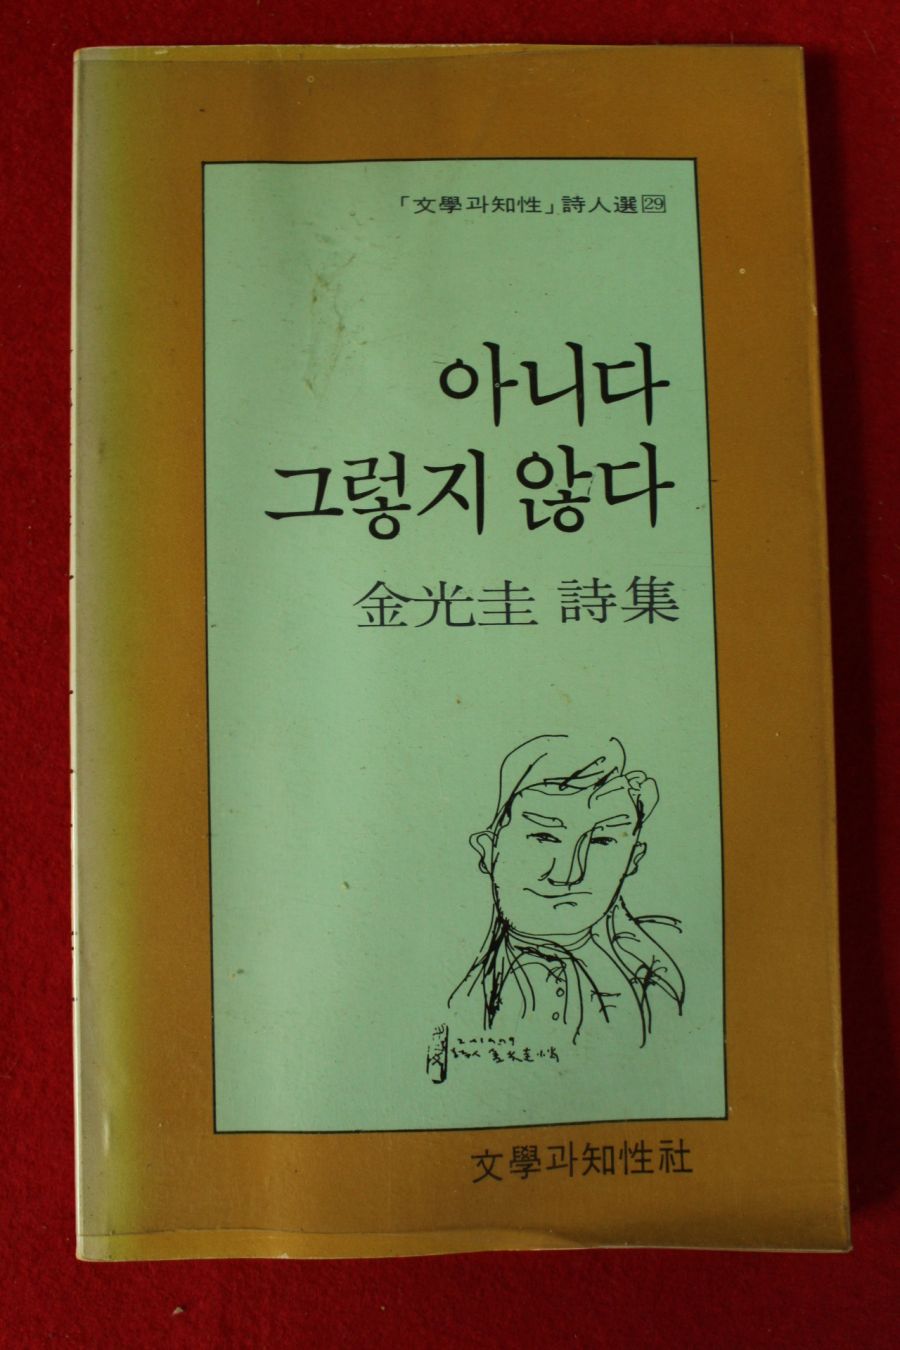 「文學과知性」詩人選 29
아니다
그렇지 않다
金光圭 詩集
文學과知性社